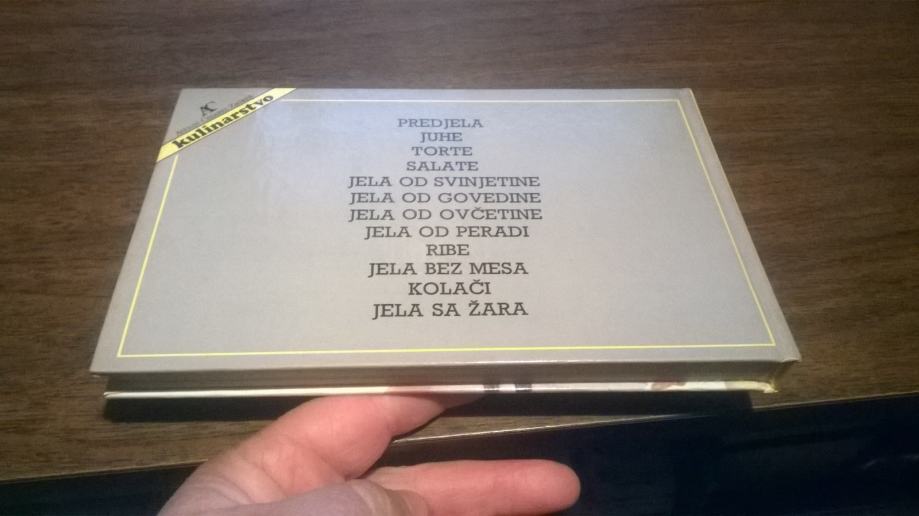 AC
kulinarstvo
PREDJELA
JUHE
TORTE
SALATE
JELA OD SVINJETINE
JELA OD GOVEDINE
JELA OD OVČETINE
JELA OD PERADI
RIBE
JELA BEZ MESA
KOLAČI
JELA SA ŽARA